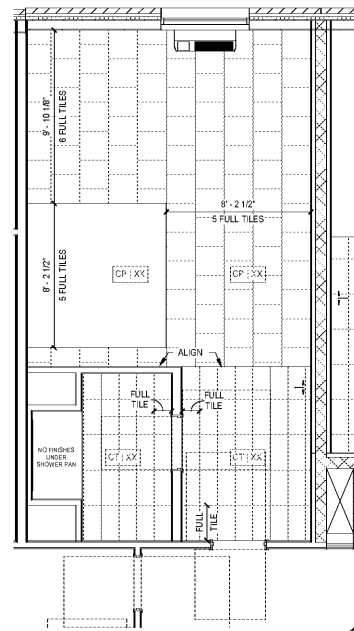 9' - 10 1/8"
6 FULL TILES
8' - 2 1/2"
5 FULL TILES
8' - 2 1/2"
5 FULL TILES
CP XX
CP XX
ALIGN
FULL
TILE
FULL
TILE
NO FINISHES
UNDER
SHOWER PAN
CT XX
CT XX
FULL
TILE